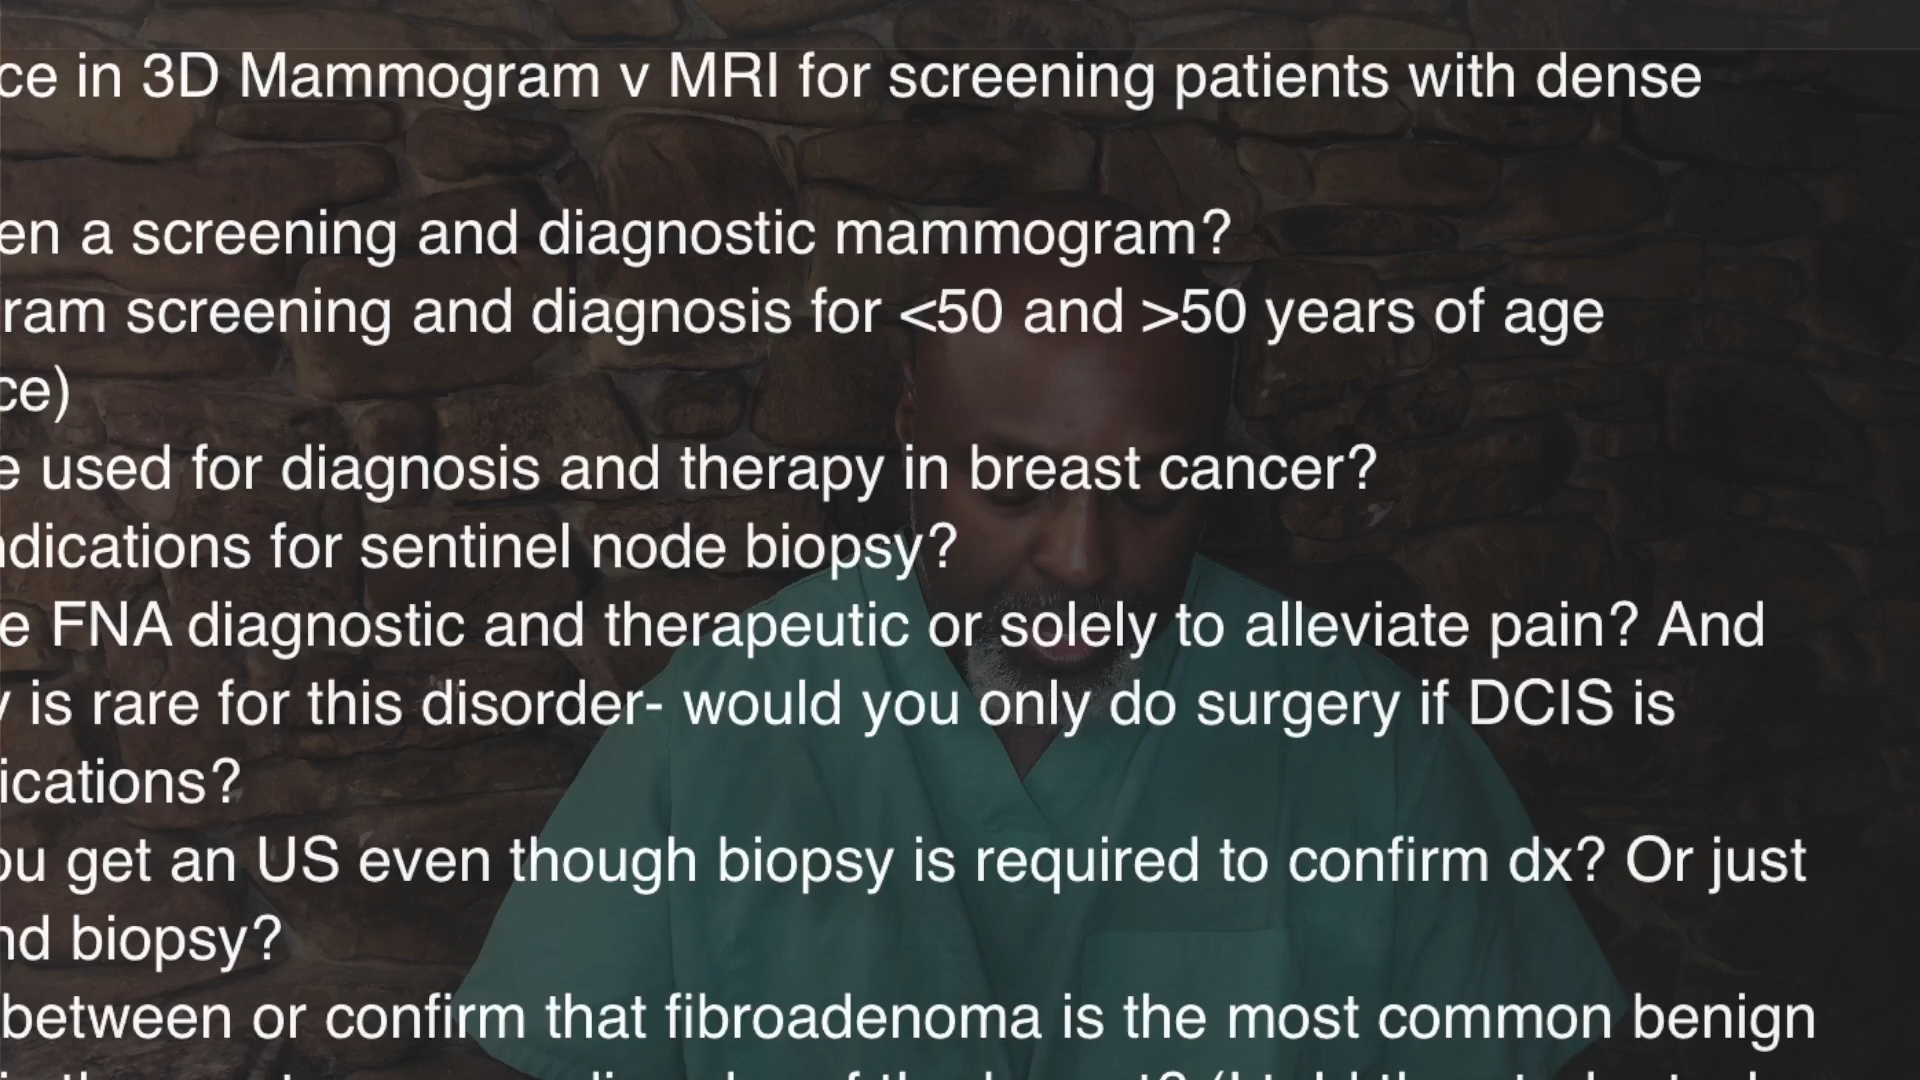 ce in 3D Mammogram v MRI for screening patients with dense
en a screening and diagnostic mammogram?
ram screening and diagnosis for <50 and >50 years of age
ce)
e used for diagnosis and therapy in breast cancer?
ndications for sentinel node biopsy?
e FNA diagnostic and therapeutic or solely to alleviate pain? And
y is rare for this disorder- would you only do surgery if DCIS is
ications?
ou get an US even though biopsy is required to confirm dx? Or just
nd biopsy?
between or confirm that fibroadenoma is the most common benign